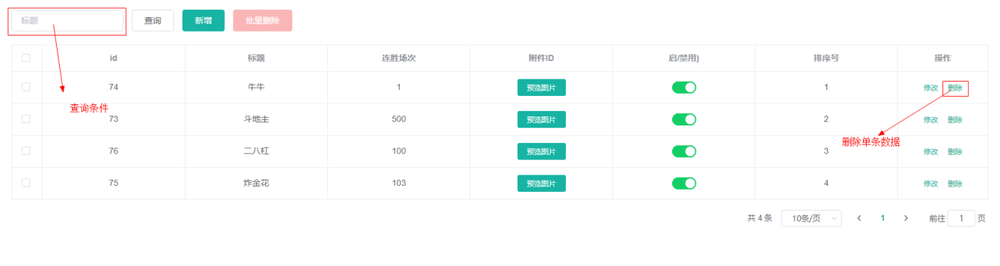 标题 查询 新增 批量删除
id 标题 连胜场次 附件ID 启/禁用) 排序号 操作
74 牛牛 1 预览图片 1 修改 删除
查询条件
73 斗地主 500 预览图片 2 修改 删除
删除单条数据
76 二八杠 100 预览图片 3 修改 删除
75 炸金花 103 预览图片 4 修改 删除
共 4 条 10条/页 1 前往 1 页